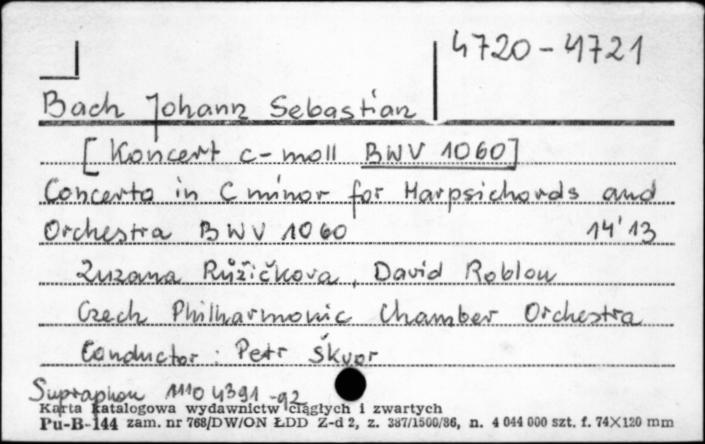 4720-4721
Bach Johann Sebastian
[Koncert c-moll BWV 1060]
Concerto in C minor for Harpsichords and
Orchestra BWV 1060 14'13
Zuzana Růžičkova, David Roblou
Czech Philharmonic Chamber Orchestra
Conductor: Petr Škvor
Supraphon 1110 4391-92
Karta katalogowa wydawnictw ciągłych i zwartych
Pu-B-144 zam. nr 768/DW/ON ŁDD Z-d 2, z. 387/1500/86, n. 4 044 000 szt. f. 74×120 mm